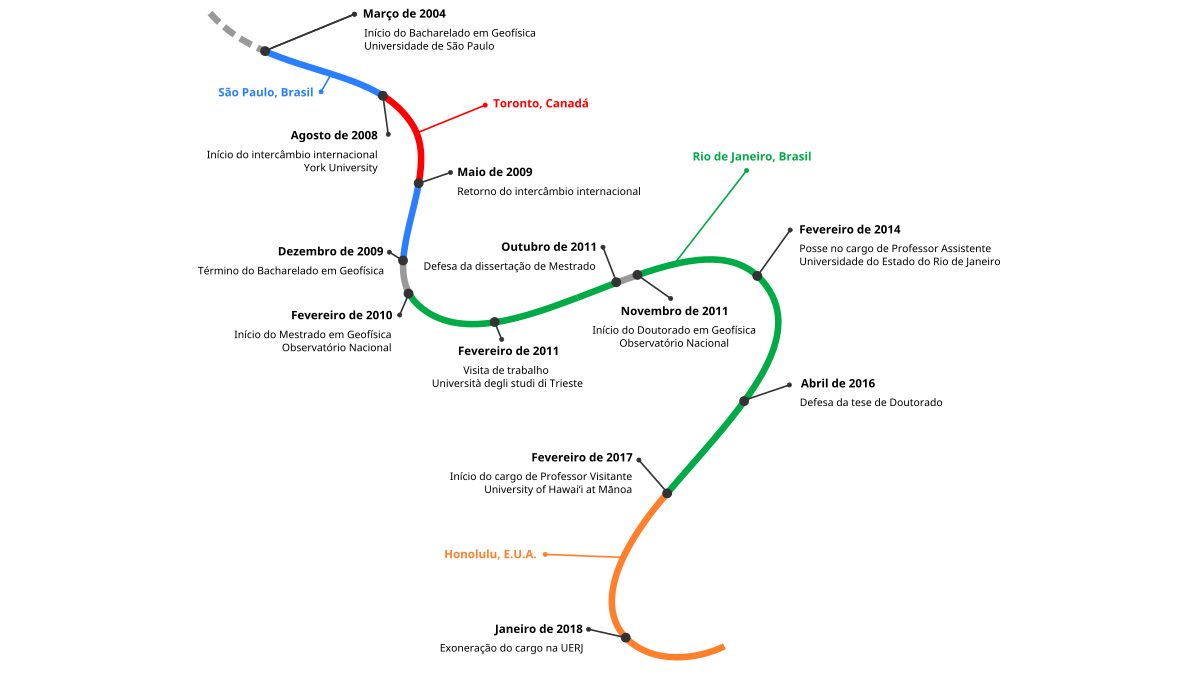 Março de 2004
Início do Bacharelado em Geofísica
Universidade de São Paulo
São Paulo, Brasil
Toronto, Canadá
Agosto de 2008
Início do intercâmbio internacional
York University
Maio de 2009
Retorno do intercâmbio internacional
Rio de Janeiro, Brasil
Dezembro de 2009
Término do Bacharelado em Geofísica
Outubro de 2011
Defesa da dissertação de Mestrado
Fevereiro de 2014
Posse no cargo de Professor Assistente
Universidade do Estado do Rio de Janeiro
Fevereiro de 2010
Início do Mestrado em Geofísica
Observatório Nacional
Novembro de 2011
Início do Doutorado em Geofísica
Observatório Nacional
Fevereiro de 2011
Visita de trabalho
Università degli studi di Trieste
Abril de 2016
Defesa da tese de Doutorado
Fevereiro de 2017
Início do cargo de Professor Visitante
University of Hawaiʻi at Mānoa
Honolulu, E.U.A.
Janeiro de 2018
Exoneração do cargo na UERJ